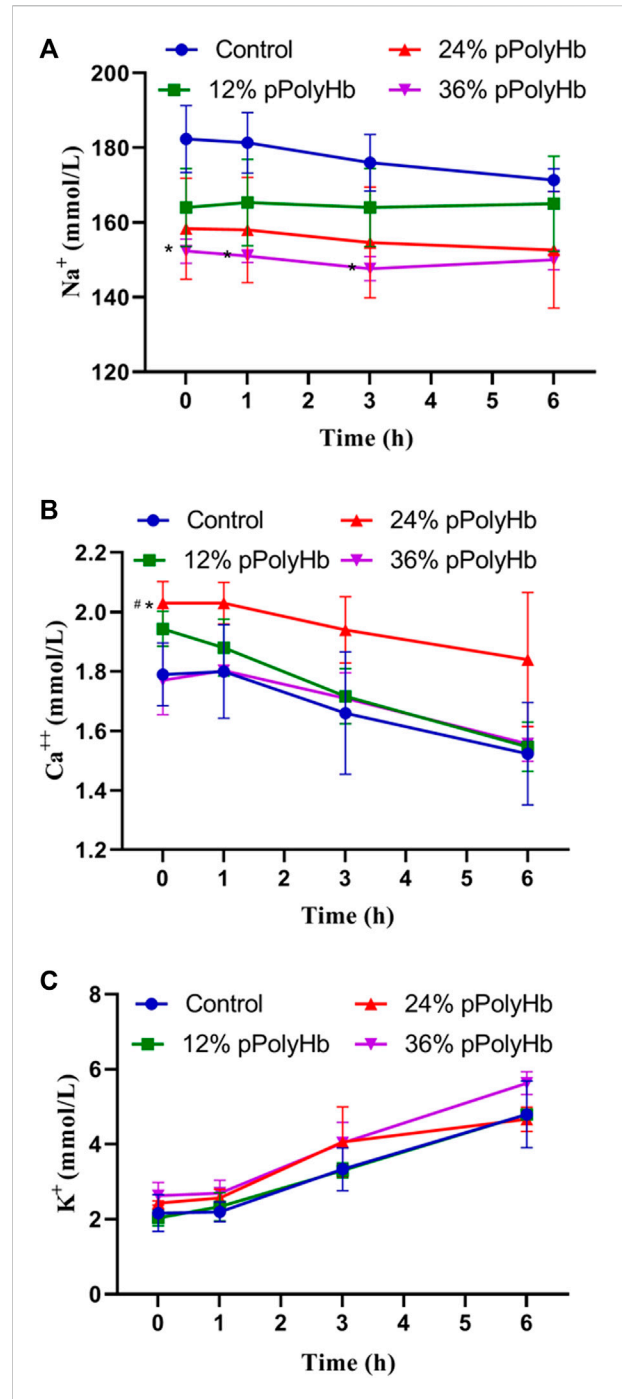 A
Control
24% pPolyHb
12% pPolyHb
36% pPolyHb
200
180
160
140
120
Na⁺ (mmol/L)
*
*
*
0 1 2 3 4 5 6
Time (h)
B
Control
24% pPolyHb
12% pPolyHb
36% pPolyHb
2.2
2.0
1.8
1.6
1.4
1.2
Ca⁺⁺ (mmol/L)
# *
0 1 2 3 4 5 6
Time (h)
C
Control
24% pPolyHb
12% pPolyHb
36% pPolyHb
8
6
4
2
0
K⁺ (mmol/L)
0 1 2 3 4 5 6
Time (h)